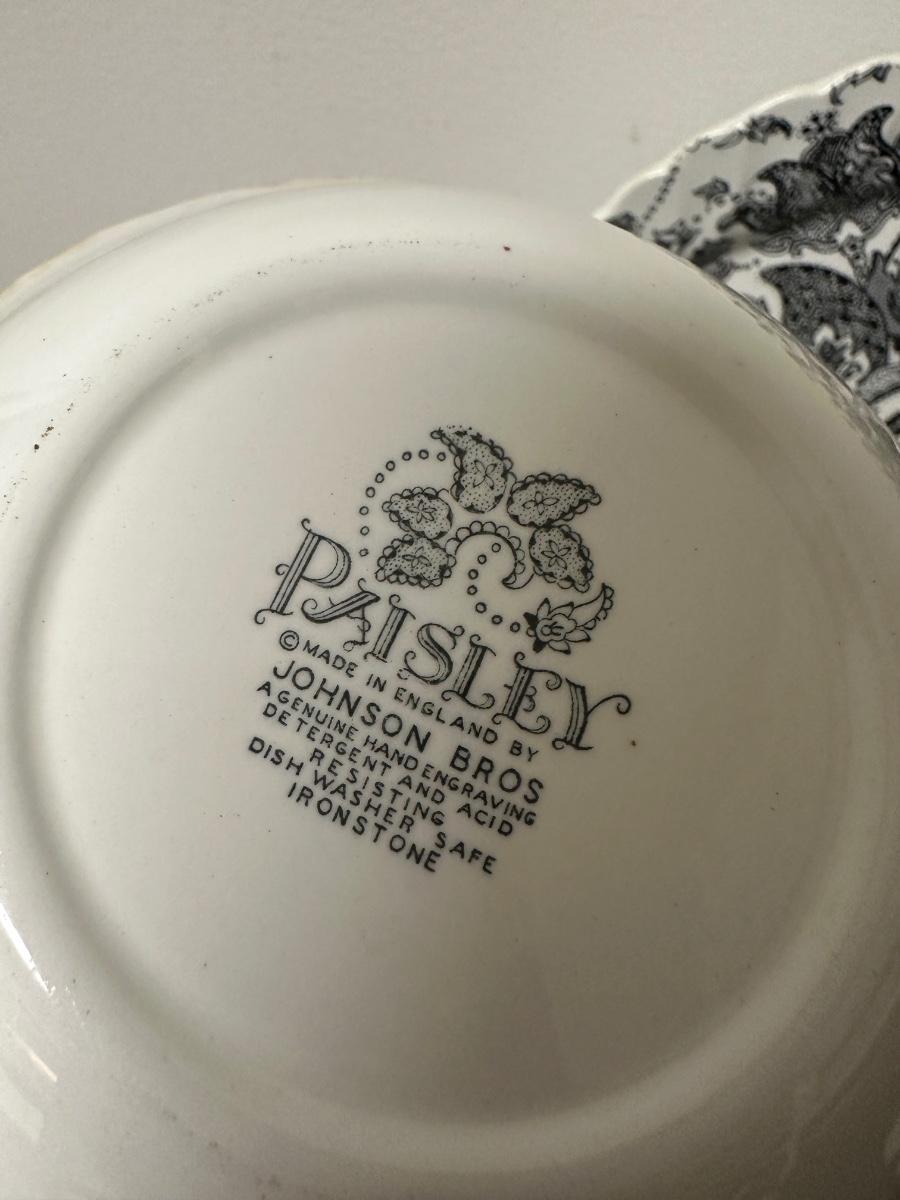 PAISLEY
© MADE IN ENGLAND BY
JOHNSON BROS
A GENUINE HAND ENGRAVING
DETERGENT AND ACID
RESISTING
DISH WASHER SAFE
IRONSTONE